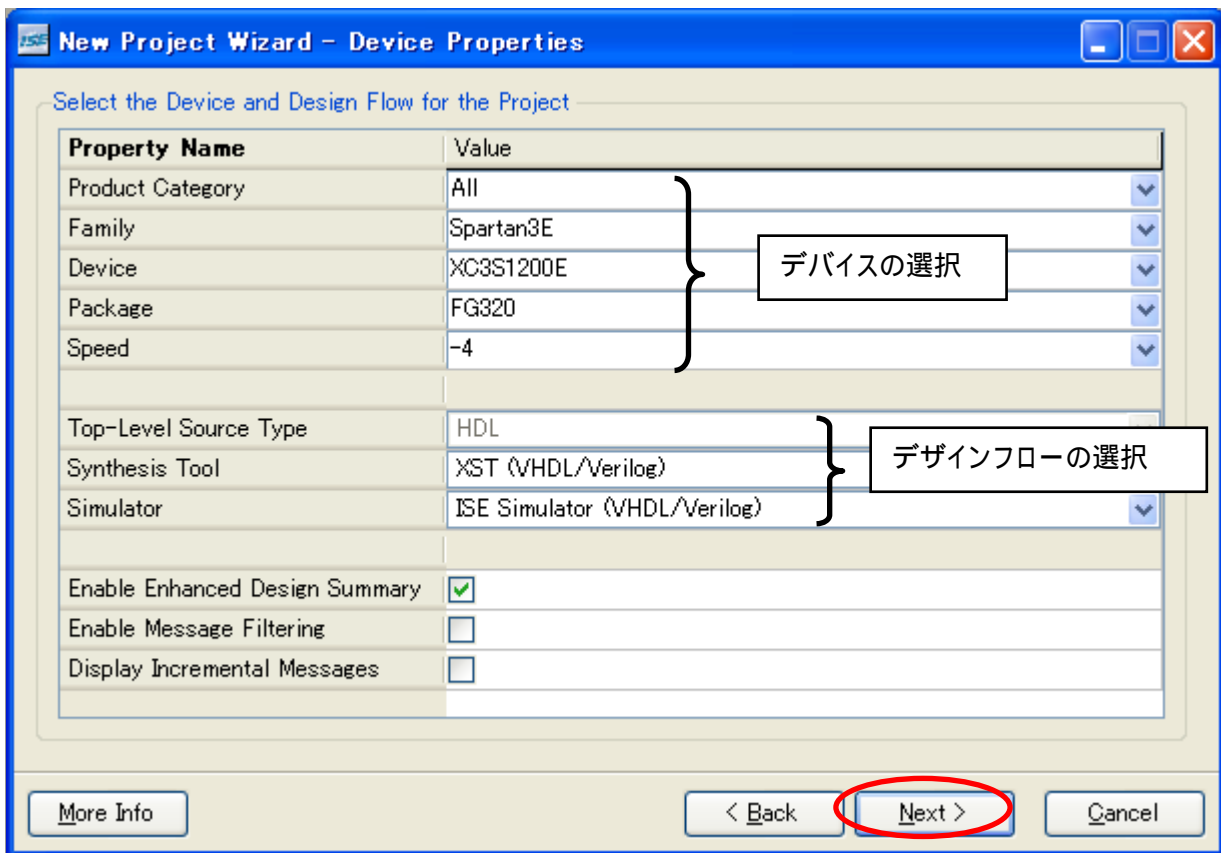 ISE New Project Wizard - Device Properties
Select the Device and Design Flow for the Project
Property Name Value
Product Category All
Family Spartan3E
Device XC3S1200E
Package FG320
Speed -4
デバイスの選択
Top-Level Source Type HDL
Synthesis Tool XST (VHDL/Verilog)
Simulator ISE Simulator (VHDL/Verilog)
デザインフローの選択
Enable Enhanced Design Summary
Enable Message Filtering
Display Incremental Messages
More Info < Back Next > Cancel